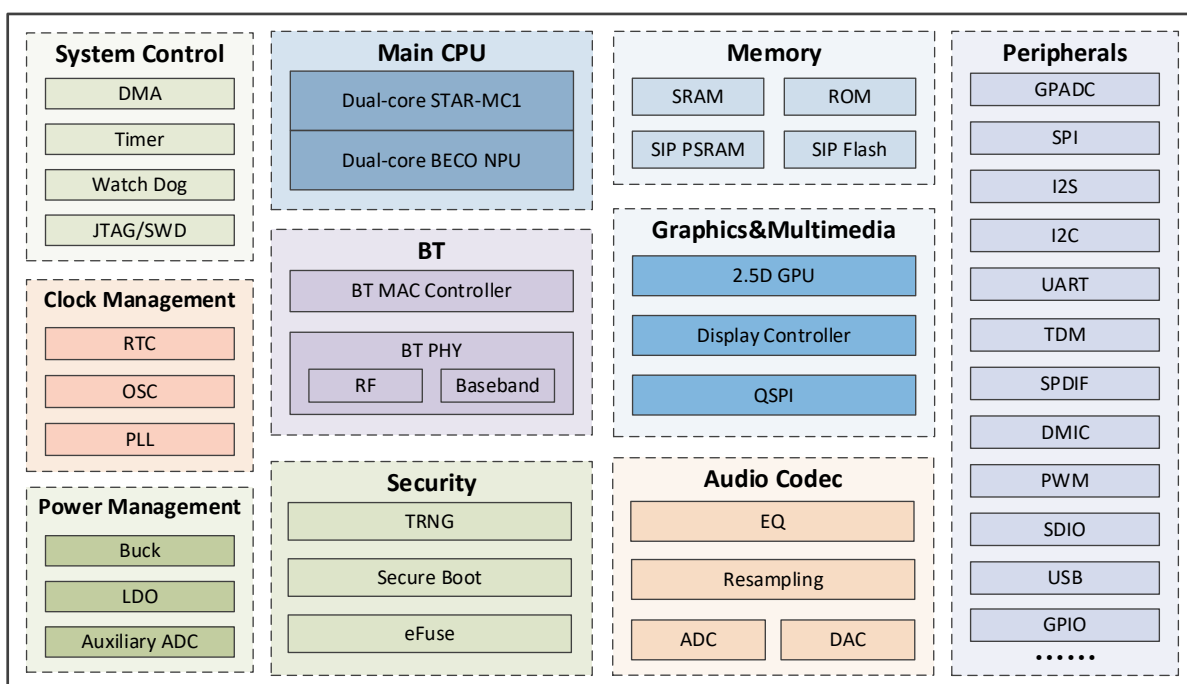 System Control
DMA
Timer
Watch Dog
JTAG/SWD
Clock Management
RTC
OSC
PLL
Power Management
Buck
LDO
Auxiliary ADC
Main CPU
Dual-core STAR-MC1
Dual-core BECO NPU
BT
BT MAC Controller
BT PHY
RF
Baseband
Security
TRNG
Secure Boot
eFuse
Memory
SRAM
ROM
SIP PSRAM
SIP Flash
Graphics&Multimedia
2.5D GPU
Display Controller
QSPI
Audio Codec
EQ
Resampling
ADC
DAC
Peripherals
GPADC
SPI
I2S
I2C
UART
TDM
SPDIF
DMIC
PWM
SDIO
USB
GPIO
......